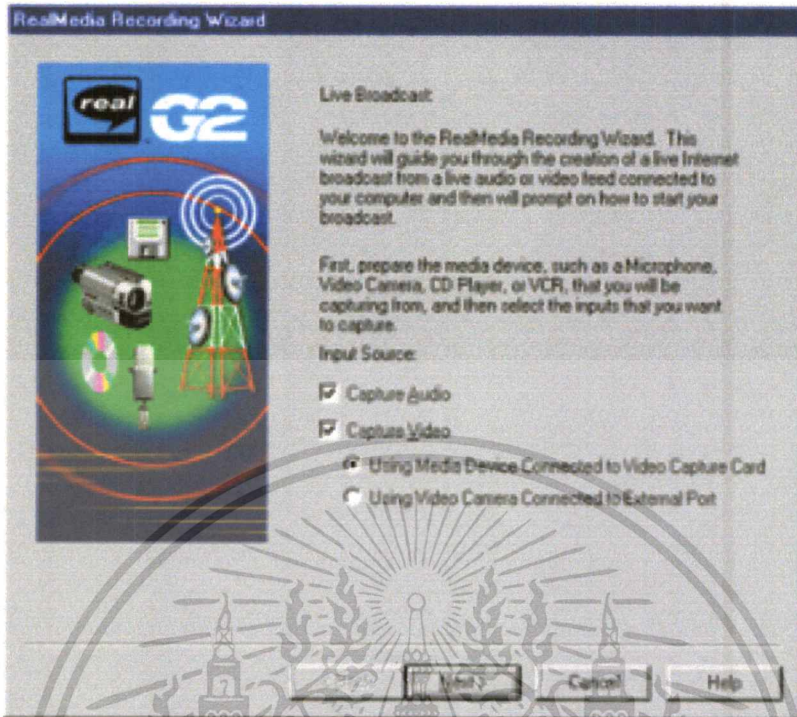 RealMedia Recording Wizard
real
G2
Live Broadcast:
Welcome to the RealMedia Recording Wizard. This
wizard will guide you through the creation of a live Internet
broadcast from a live audio or video feed connected to
your computer and then will prompt on how to start your
broadcast.
First, prepare the media device, such as a Microphone,
Video Camera, CD Player, or VCR, that you will be
capturing from, and then select the inputs that you want
to capture.
Input Source:
Capture Audio
Capture Video
Using Media Device Connected to Video Capture Card
Using Video Camera Connected to External Port
Next >
Cancel
Help